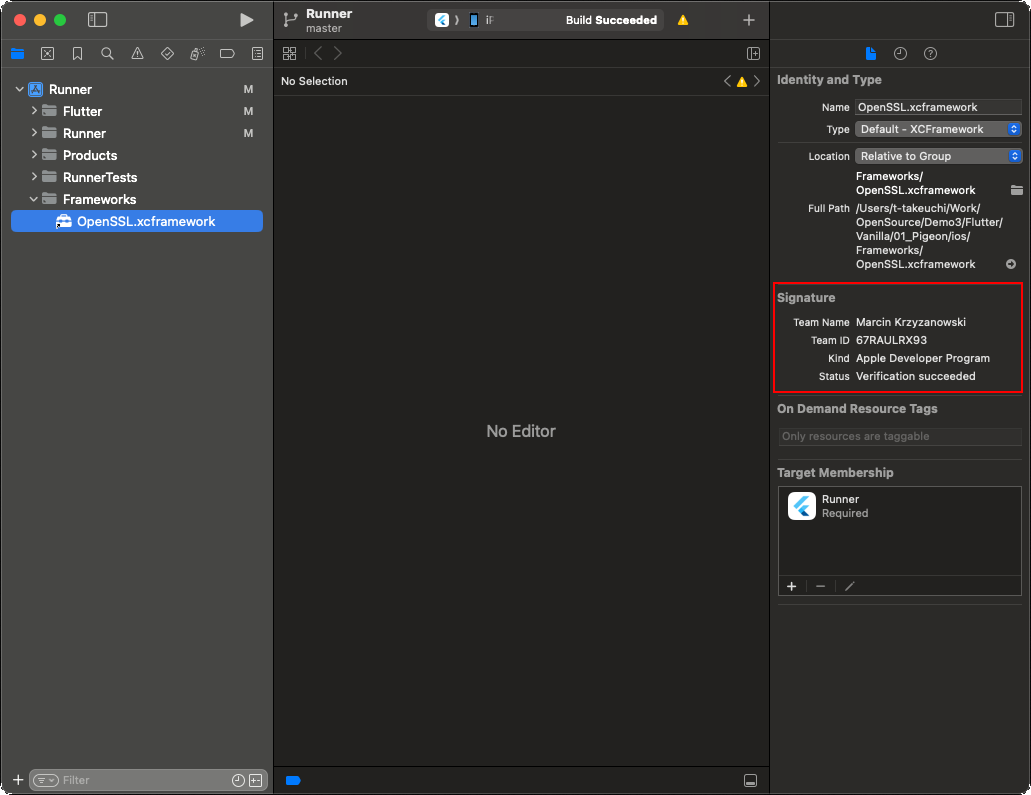 Runner
master
iF
Build Succeeded
No Selection
Runner M
Flutter M
Runner M
Products
RunnerTests
Frameworks
OpenSSL.xcframework
No Editor
Filter
Identity and Type
Name OpenSSL.xcframework
Type Default - XCFramework
Location Relative to Group
Frameworks/
OpenSSL.xcframework
Full Path /Users/t-takeuchi/Work/
OpenSource/Demo3/Flutter/
Vanilla/01_Pigeon/ios/
Frameworks/
OpenSSL.xcframework
Signature
Team Name Marcin Krzyzanowski
Team ID 67RAULRX93
Kind Apple Developer Program
Status Verification succeeded
On Demand Resource Tags
Only resources are taggable
Target Membership
Runner
Required